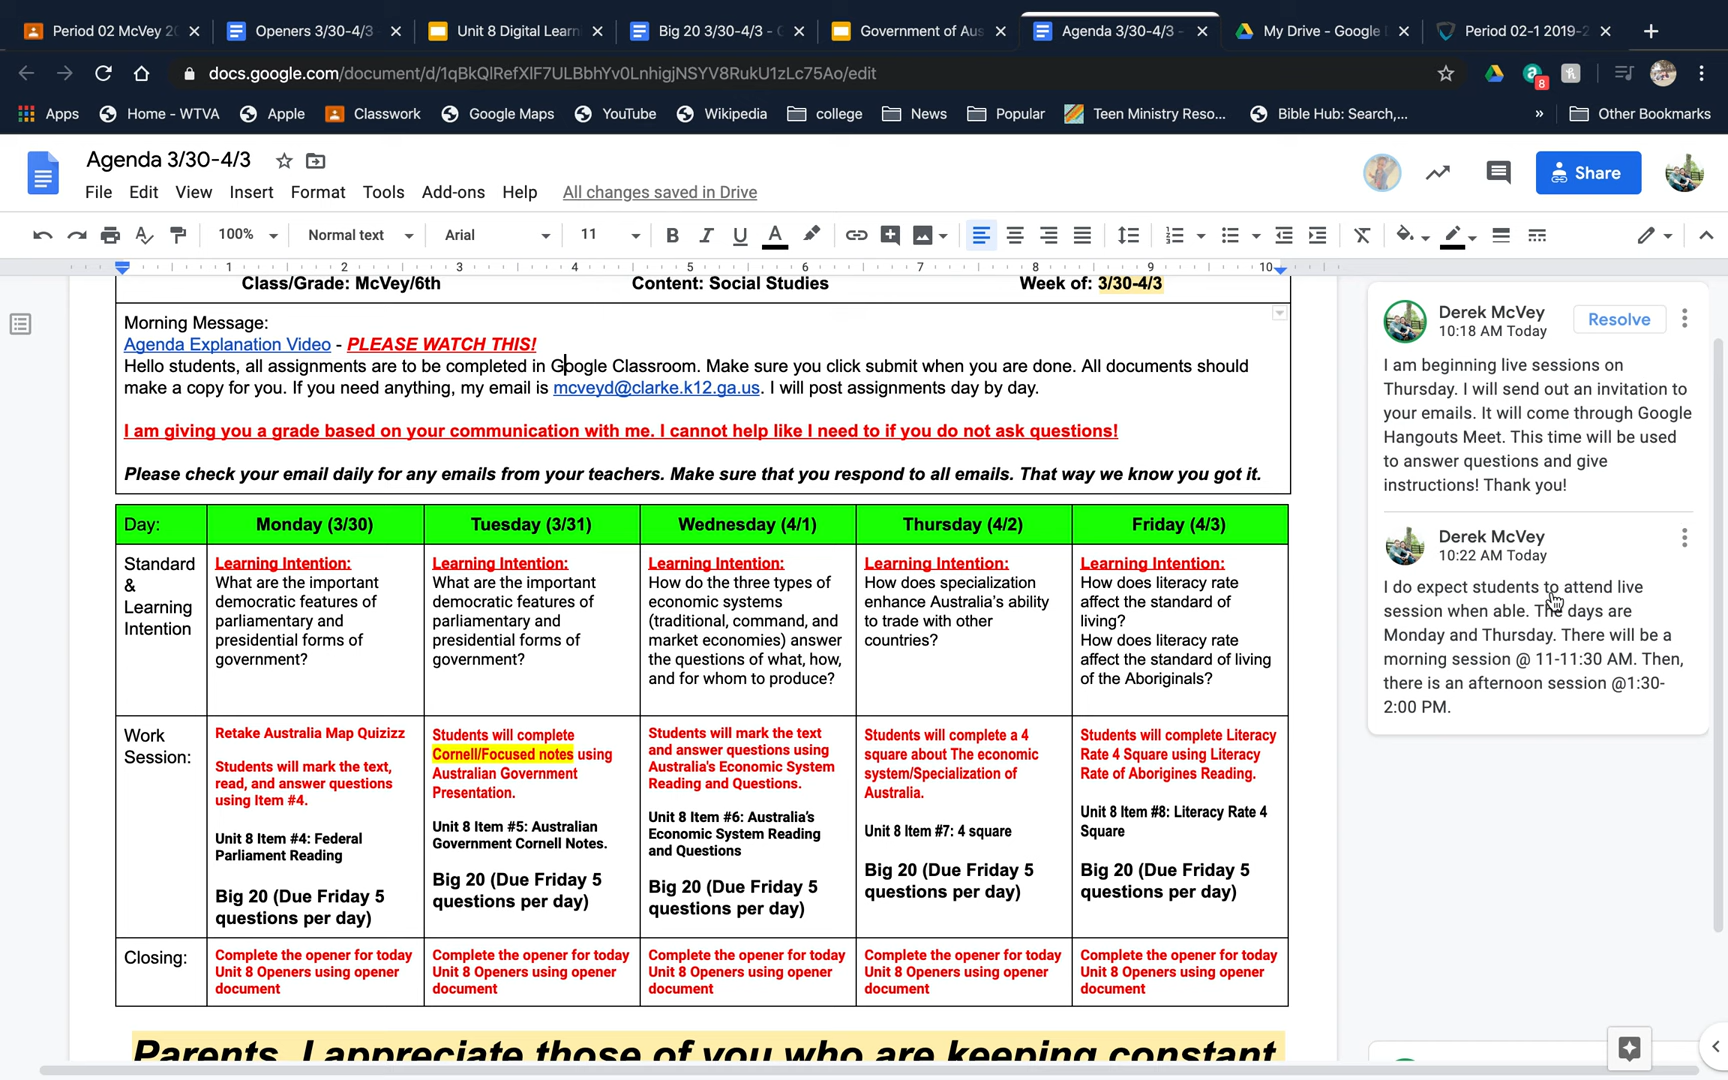 Period 02 McVey 20
Openers 3/30-4/3
Unit 8 Digital Learn
Big 20 3/30-4/3 - G
Government of Aus
Agenda 3/30-4/3 -
My Drive - Google
Period 02-1 2019-2
docs.google.com/document/d/1qBkQlRefXlF7ULBbhYv0LnhigjNSYV8RukU1zLc75Ao/edit
8
Apps
Home - WTVA
Apple
Classwork
Google Maps
YouTube
Wikipedia
college
News
Popular
Teen Ministry Reso...
Bible Hub: Search,...
»
Other Bookmarks
Agenda 3/30-4/3
Share
File Edit View Insert Format Tools Add-ons Help All changes saved in Drive
100% Normal text Arial 11 B I U A
1 2 3 4 5 6 7 8 9 10
Class/Grade: McVey/6th Content: Social Studies Week of: 3/30-4/3
Morning Message:
Agenda Explanation Video - PLEASE WATCH THIS!
Hello students, all assignments are to be completed in Google Classroom. Make sure you click submit when you are done. All documents should
make a copy for you. If you need anything, my email is mcveyd@clarke.k12.ga.us. I will post assignments day by day.
I am giving you a grade based on your communication with me. I cannot help like I need to if you do not ask questions!
Please check your email daily for any emails from your teachers. Make sure that you respond to all emails. That way we know you got it.
Day: Monday (3/30) Tuesday (3/31) Wednesday (4/1) Thursday (4/2) Friday (4/3)
Standard
&
Learning
Intention
Learning Intention:
What are the important
democratic features of
parliamentary and
presidential forms of
government?
Learning Intention:
What are the important
democratic features of
parliamentary and
presidential forms of
government?
Learning Intention:
How do the three types of
economic systems
(traditional, command, and
market economies) answer
the questions of what, how,
and for whom to produce?
Learning Intention:
How does specialization
enhance Australia's ability
to trade with other
countries?
Learning Intention:
How does literacy rate
affect the standard of
living?
How does literacy rate
affect the standard of living
of the Aboriginals?
Work
Session:
Retake Australia Map Quizizz
Students will mark the text,
read, and answer questions
using Item #4.
Unit 8 Item #4: Federal
Parliament Reading
Big 20 (Due Friday 5
questions per day)
Students will complete
Cornell/Focused notes using
Australian Government
Presentation.
Unit 8 Item #5: Australian
Government Cornell Notes.
Big 20 (Due Friday 5
questions per day)
Students will mark the text
and answer questions using
Australia's Economic System
Reading and Questions.
Unit 8 Item #6: Australia's
Economic System Reading
and Questions
Big 20 (Due Friday 5
questions per day)
Students will complete a 4
square about The economic
system/Specialization of
Australia.
Unit 8 Item #7: 4 square
Big 20 (Due Friday 5
questions per day)
Students will complete Literacy
Rate 4 Square using Literacy
Rate of Aborigines Reading.
Unit 8 Item #8: Literacy Rate 4
Square
Big 20 (Due Friday 5
questions per day)
Closing:
Complete the opener for today
Unit 8 Openers using opener
document
Complete the opener for today
Unit 8 Openers using opener
document
Complete the opener for today
Unit 8 Openers using opener
document
Complete the opener for today
Unit 8 Openers using opener
document
Complete the opener for today
Unit 8 Openers using opener
document
Parents, I appreciate those of you who are keeping constant
Derek McVey
10:18 AM Today
Resolve
I am beginning live sessions on
Thursday. I will send out an invitation to
your emails. It will come through Google
Hangouts Meet. This time will be used
to answer questions and give
instructions! Thank you!
Derek McVey
10:22 AM Today
I do expect students to attend live
session when able. The days are
Monday and Thursday. There will be a
morning session @ 11-11:30 AM. Then,
there is an afternoon session @1:30-
2:00 PM.